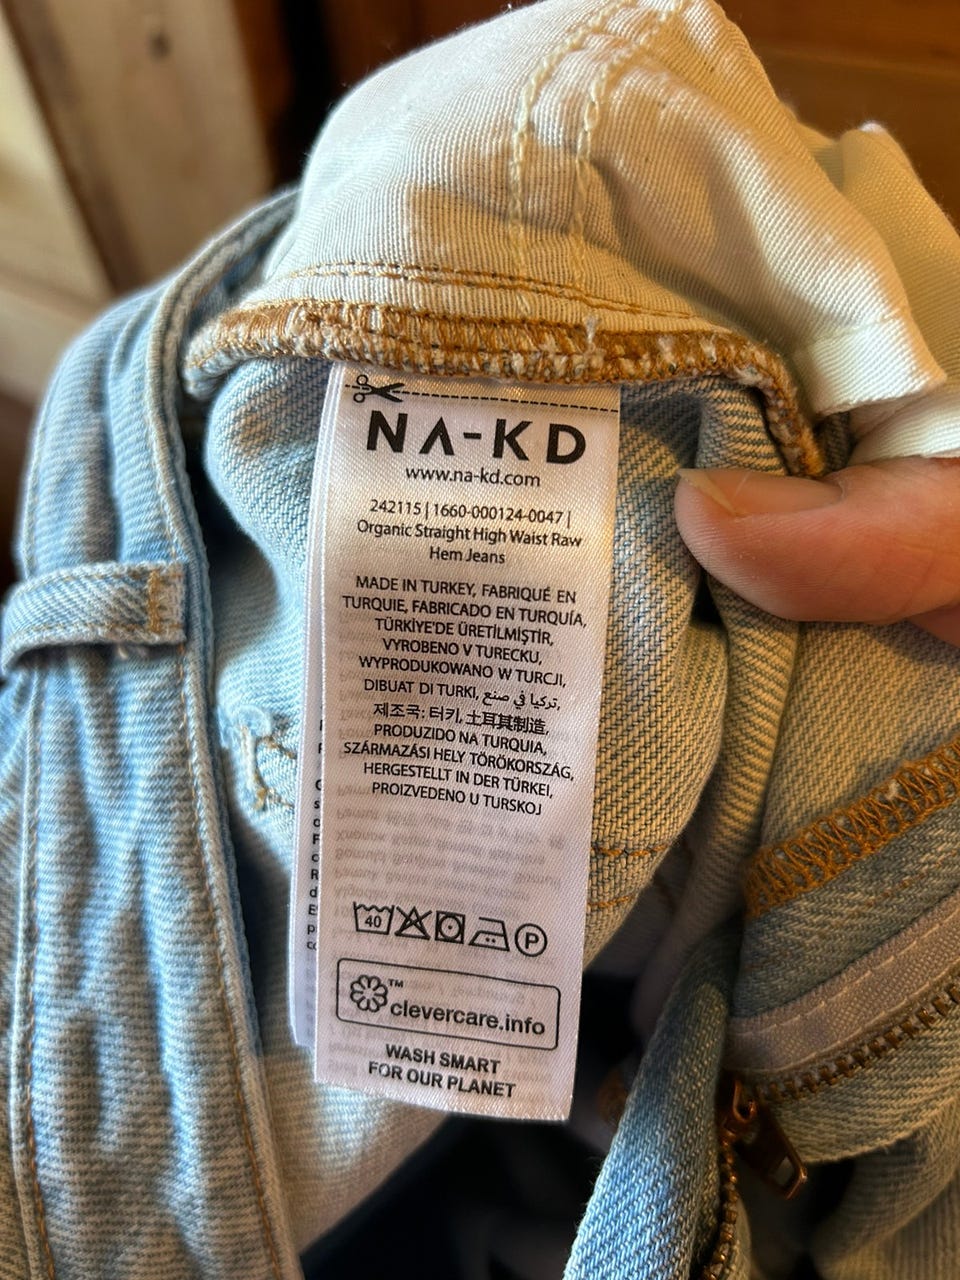 NA-KD
www.na-kd.com
242115 | 1660-000124-0047 |
Organic Straight High Waist Raw
Hem Jeans
MADE IN TURKEY, FABRIQUÉ EN
TURQUIE, FABRICADO EN TURQUÍA,
TÜRKİYE'DE ÜRETİLMİŞTİR,
VYROBENO V TURECKU,
WYPRODUKOWANO W TURCJI,
DIBUAT DI TURKI, تركيا في صنع,
제조국: 터키, 土耳其制造,
PRODUZIDO NA TURQUIA,
SZÁRMAZÁSI HELY TÖRÖKORSZÁG,
HERGESTELLT IN DER TÜRKEI,
PROIZVEDENO U TURSKOJ
40 P
TM
clevercare.info
WASH SMART
FOR OUR PLANET